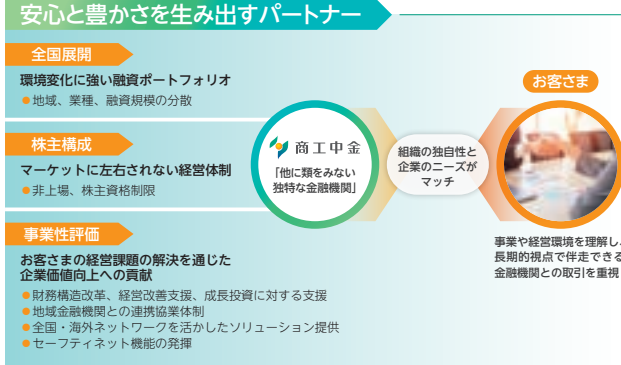 安心と豊かさを生み出すパートナー
全国展開
環境変化に強い融資ポートフォリオ
●地域、業種、融資規模の分散
株主構成
マーケットに左右されない経営体制
●非上場、株主資格制限
事業性評価
お客さまの経営課題の解決を通じた
企業価値向上への貢献
●財務構造改革、経営改善支援、成長投資に対する支援
●地域金融機関との連携協業体制
●全国・海外ネットワークを活かしたソリューション提供
●セーフティネット機能の発揮
商工中金
「他に類をみない
独特な金融機関」
組織の独自性と
企業のニーズが
マッチ
お客さま
事業や経営環境を理解し、
長期的視点で伴走できる
金融機関との取引を重視